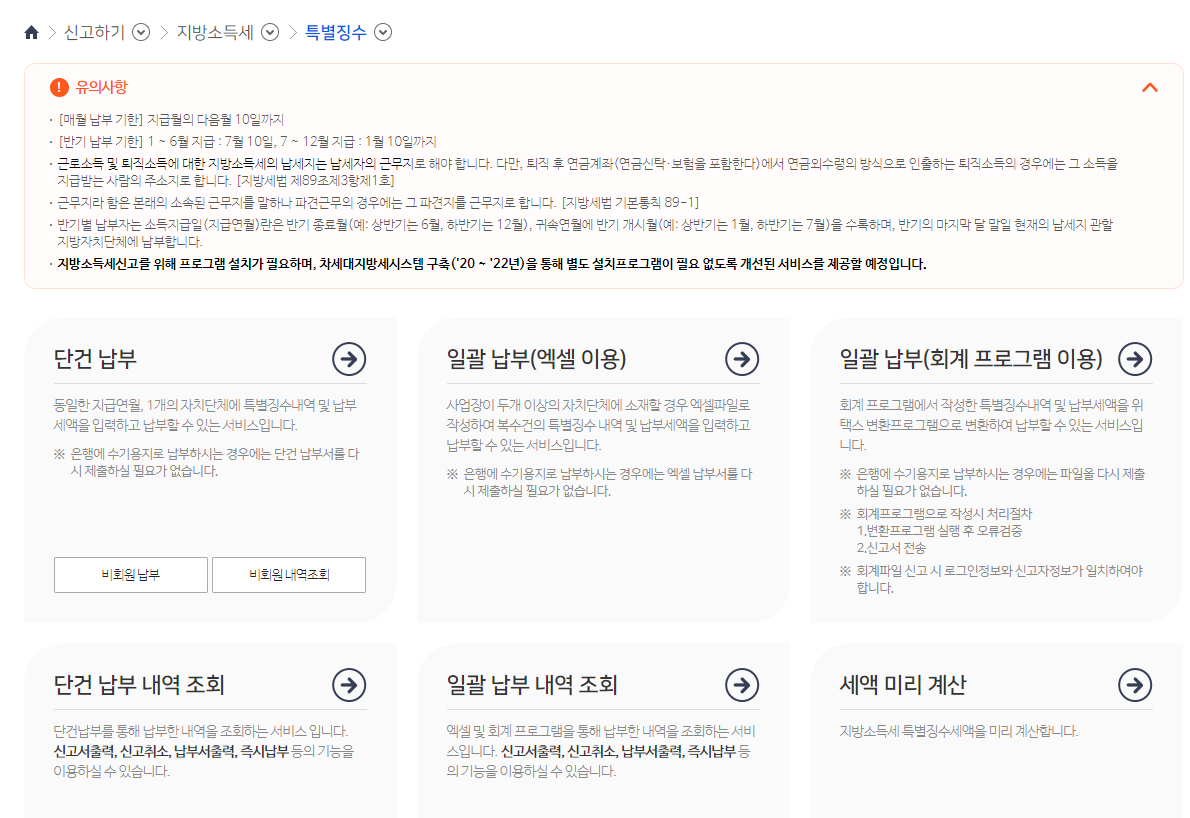 신고하기 지방소득세 특별징수
유의사항
· [매월 납부 기한] 지급월의 다음월 10일까지
· [반기 납부 기한] 1 ~ 6월 지급 : 7월 10일, 7 ~ 12월 지급 : 1월 10일까지
· 근로소득 및 퇴직소득에 대한 지방소득세의 납세지는 납세자의 근무지로 해야 합니다. 다만, 퇴직 후 연금계좌(연금신탁·보험을 포함한다)에서 연금외수령의 방식으로 인출하는 퇴직소득의 경우에는 그 소득을
지급받는 사람의 주소지로 합니다. [지방세법 제89조제3항제1호]
· 근무지라 함은 본래의 소속된 근무지를 말하나 파견근무의 경우에는 그 파견지를 근무지로 합니다. [지방세법 기본통칙 89-1]
· 반기별 납부자는 소득지급일(지급연월)란은 반기 종료월(예: 상반기는 6월, 하반기는 12월), 귀속연월에 반기 개시월(예: 상반기는 1월, 하반기는 7월)을 수록하며, 반기의 마지막 달 말일 현재의 납세지 관할
지방자치단체에 납부합니다.
· 지방소득세신고를 위해 프로그램 설치가 필요하며, 차세대지방세시스템 구축('20 ~ '22년)을 통해 별도 설치프로그램이 필요 없도록 개선된 서비스를 제공할 예정입니다.
단건 납부
동일한 지급연월, 1개의 자치단체에 특별징수내역 및 납부
세액을 입력하고 납부할 수 있는 서비스입니다.
※ 은행에 수기용지로 납부하시는 경우에는 단건 납부서를 다
시 제출하실 필요가 없습니다.
비회원 납부
비회원 내역조회
일괄 납부(엑셀 이용)
사업장이 두개 이상의 자치단체에 소재할 경우 엑셀파일로
작성하여 복수건의 특별징수 내역 및 납부세액을 입력하고
납부할 수 있는 서비스입니다.
※ 은행에 수기용지로 납부하시는 경우에는 엑셀 납부서를 다
시 제출하실 필요가 없습니다.
일괄 납부(회계 프로그램 이용)
회계 프로그램에서 작성한 특별징수내역 및 납부세액을 위
택스 변환프로그램으로 변환하여 납부할 수 있는 서비스입
니다.
※ 은행에 수기용지로 납부하시는 경우에는 파일을 다시 제출
하실 필요가 없습니다.
※ 회계프로그램으로 작성시 처리절차
1.변환프로그램 실행 후 오류검증
2.신고서 전송
※ 회계파일 신고 시 로그인정보와 신고자정보가 일치하여야
합니다.
단건 납부 내역 조회
단건납부를 통해 납부한 내역을 조회하는 서비스 입니다.
신고서출력, 신고취소, 납부서출력, 즉시납부 등의 기능을
이용하실 수 있습니다.
일괄 납부 내역 조회
엑셀 및 회계 프로그램을 통해 납부한 내역을 조회하는 서비
스입니다. 신고서출력, 신고취소, 납부서출력, 즉시납부 등
의 기능을 이용하실 수 있습니다.
세액 미리 계산
지방소득세 특별징수세액을 미리 계산합니다.